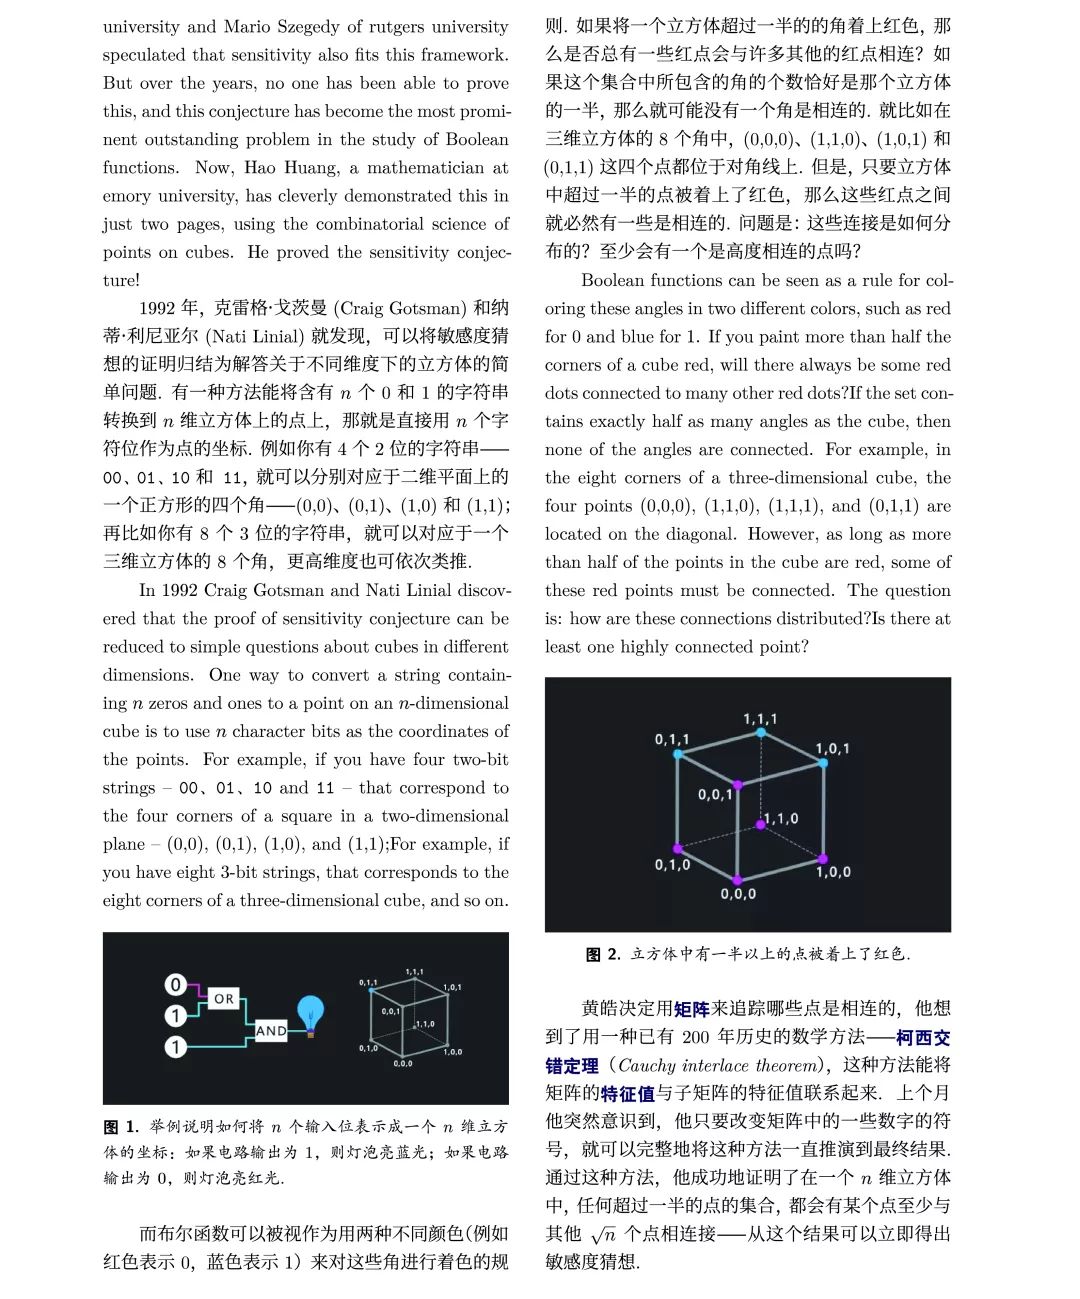 university and Mario Szegedy of rutgers university
speculated that sensitivity also fits this framework.
But over the years, no one has been able to prove
this, and this conjecture has become the most promi-
nent outstanding problem in the study of Boolean
functions. Now, Hao Huang, a mathematician at
emory university, has cleverly demonstrated this in
just two pages, using the combinatorial science of
points on cubes. He proved the sensitivity conjec-
ture!
1992 年，克雷格·戈茨曼 (Craig Gotsman) 和纳
蒂·利尼亚尔 (Nati Linial) 就发现，可以将敏感度猜
想的证明归结为解答关于不同维度下的立方体的简
单问题. 有一种方法能将含有 n 个 0 和 1 的字符串
转换到 n 维立方体上的点上，那就是直接用 n 个字
符位作为点的坐标. 例如你有 4 个 2 位的字符串——
00、01、10 和 11，就可以分别对应于二维平面上的
一个正方形的四个角——(0,0)、(0,1)、(1,0) 和 (1,1)；
再比如你有 8 个 3 位的字符串，就可以对应于一个
三维立方体的 8 个角，更高维度也可依次类推.
In 1992 Craig Gotsman and Nati Linial discov-
ered that the proof of sensitivity conjecture can be
reduced to simple questions about cubes in different
dimensions. One way to convert a string contain-
ing n zeros and ones to a point on an n-dimensional
cube is to use n character bits as the coordinates of
the points. For example, if you have four two-bit
strings – 00、01、10 and 11 – that correspond to
the four corners of a square in a two-dimensional
plane – (0,0), (0,1), (1,0), and (1,1);For example, if
you have eight 3-bit strings, that corresponds to the
eight corners of a three-dimensional cube, and so on.
0
1
1
OR
AND
1,1,1
0,1,1
1,0,1
0,0,1
1,1,0
0,1,0
1,0,0
0,0,0
图 1. 举例说明如何将 n 个输入位表示成一个 n 维立方
体的坐标：如果电路输出为 1，则灯泡亮蓝光；如果电路
输出为 0，则灯泡亮红光.
而布尔函数可以被视作为用两种不同颜色（例如
红色表示 0，蓝色表示 1）来对这些角进行着色的规
则. 如果将一个立方体超过一半的的角着上红色，那
么是否总有一些红点会与许多其他的红点相连？如
果这个集合中所包含的角的个数恰好是那个立方体
的一半，那么就可能没有一个角是相连的. 就比如在
三维立方体的 8 个角中，(0,0,0)、(1,1,0)、(1,0,1) 和
(0,1,1) 这四个点都位于对角线上. 但是，只要立方体
中超过一半的点被着上了红色，那么这些红点之间
就必然有一些是相连的. 问题是：这些连接是如何分
布的？至少会有一个是高度相连的点吗？
Boolean functions can be seen as a rule for col-
oring these angles in two different colors, such as red
for 0 and blue for 1. If you paint more than half the
corners of a cube red, will there always be some red
dots connected to many other red dots?If the set con-
tains exactly half as many angles as the cube, then
none of the angles are connected. For example, in
the eight corners of a three-dimensional cube, the
four points (0,0,0), (1,1,0), (1,1,1), and (0,1,1) are
located on the diagonal. However, as long as more
than half of the points in the cube are red, some of
these red points must be connected. The question
is: how are these connections distributed?Is there at
least one highly connected point?
1,1,1
0,1,1
1,0,1
0,0,1
1,1,0
0,1,0
1,0,0
0,0,0
图 2. 立方体中有一半以上的点被着上了红色.
黄皓决定用矩阵来追踪哪些点是相连的，他想
到了用一种已有 200 年历史的数学方法——柯西交
错定理（Cauchy interlace theorem），这种方法能将
矩阵的特征值与子矩阵的特征值联系起来. 上个月
他突然意识到，他只要改变矩阵中的一些数字的符
号，就可以完整地将这种方法一直推演到最终结果.
通过这种方法，他成功地证明了在一个 n 维立方体
中，任何超过一半的点的集合，都会有某个点至少与
其他 √n 个点相连接——从这个结果可以立即得出
敏感度猜想.